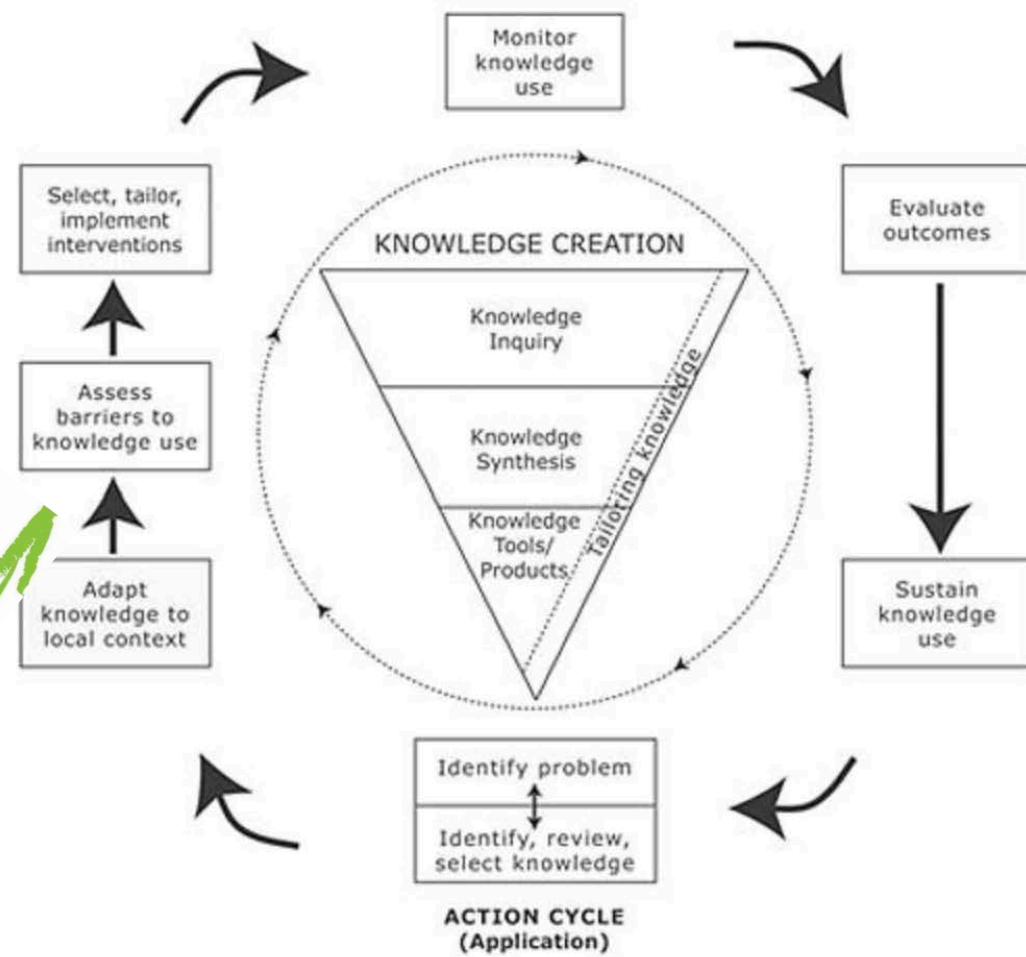 Monitor
knowledge
use
Select, tailor,
implement
interventions
Evaluate
outcomes
KNOWLEDGE CREATION
Knowledge
Inquiry
Assess
barriers to
knowledge use
Knowledge
Synthesis
Tailoring knowledge
Knowledge
Tools/
Products
Adapt
knowledge to
local context
Sustain
knowledge
use
Identify problem
Identify, review,
select knowledge
ACTION CYCLE
(Application)